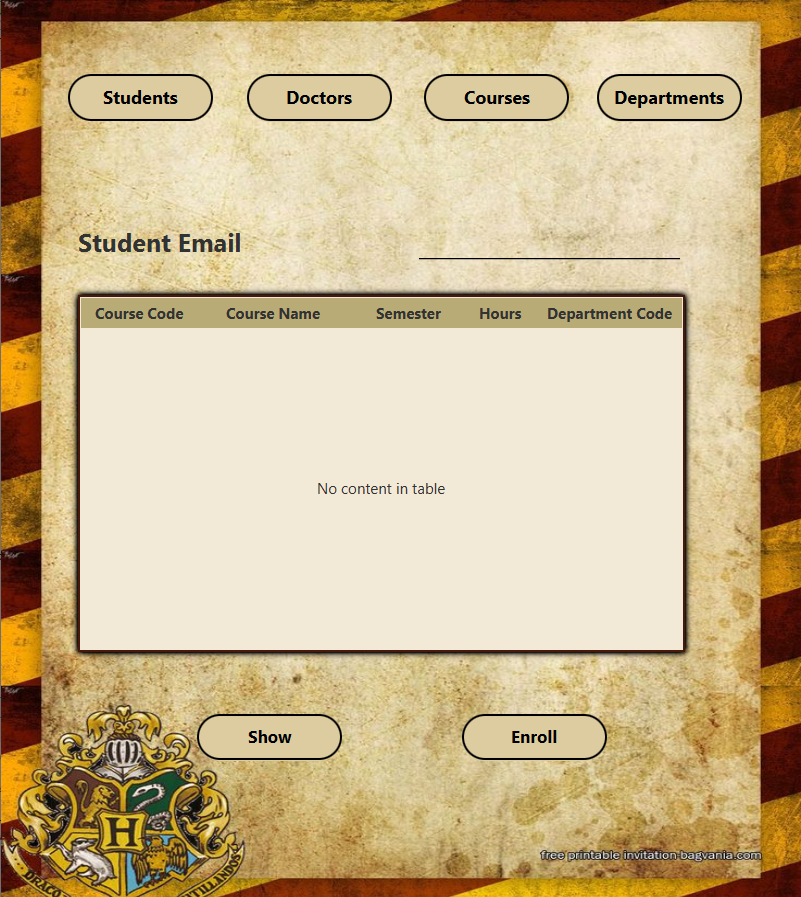 Students Doctors Courses Departments
Student Email
Course Code Course Name Semester Hours Department Code
No content in table
Show Enroll
H
free printable invitation-bagvania.com
DRACO
TITILLANDUS